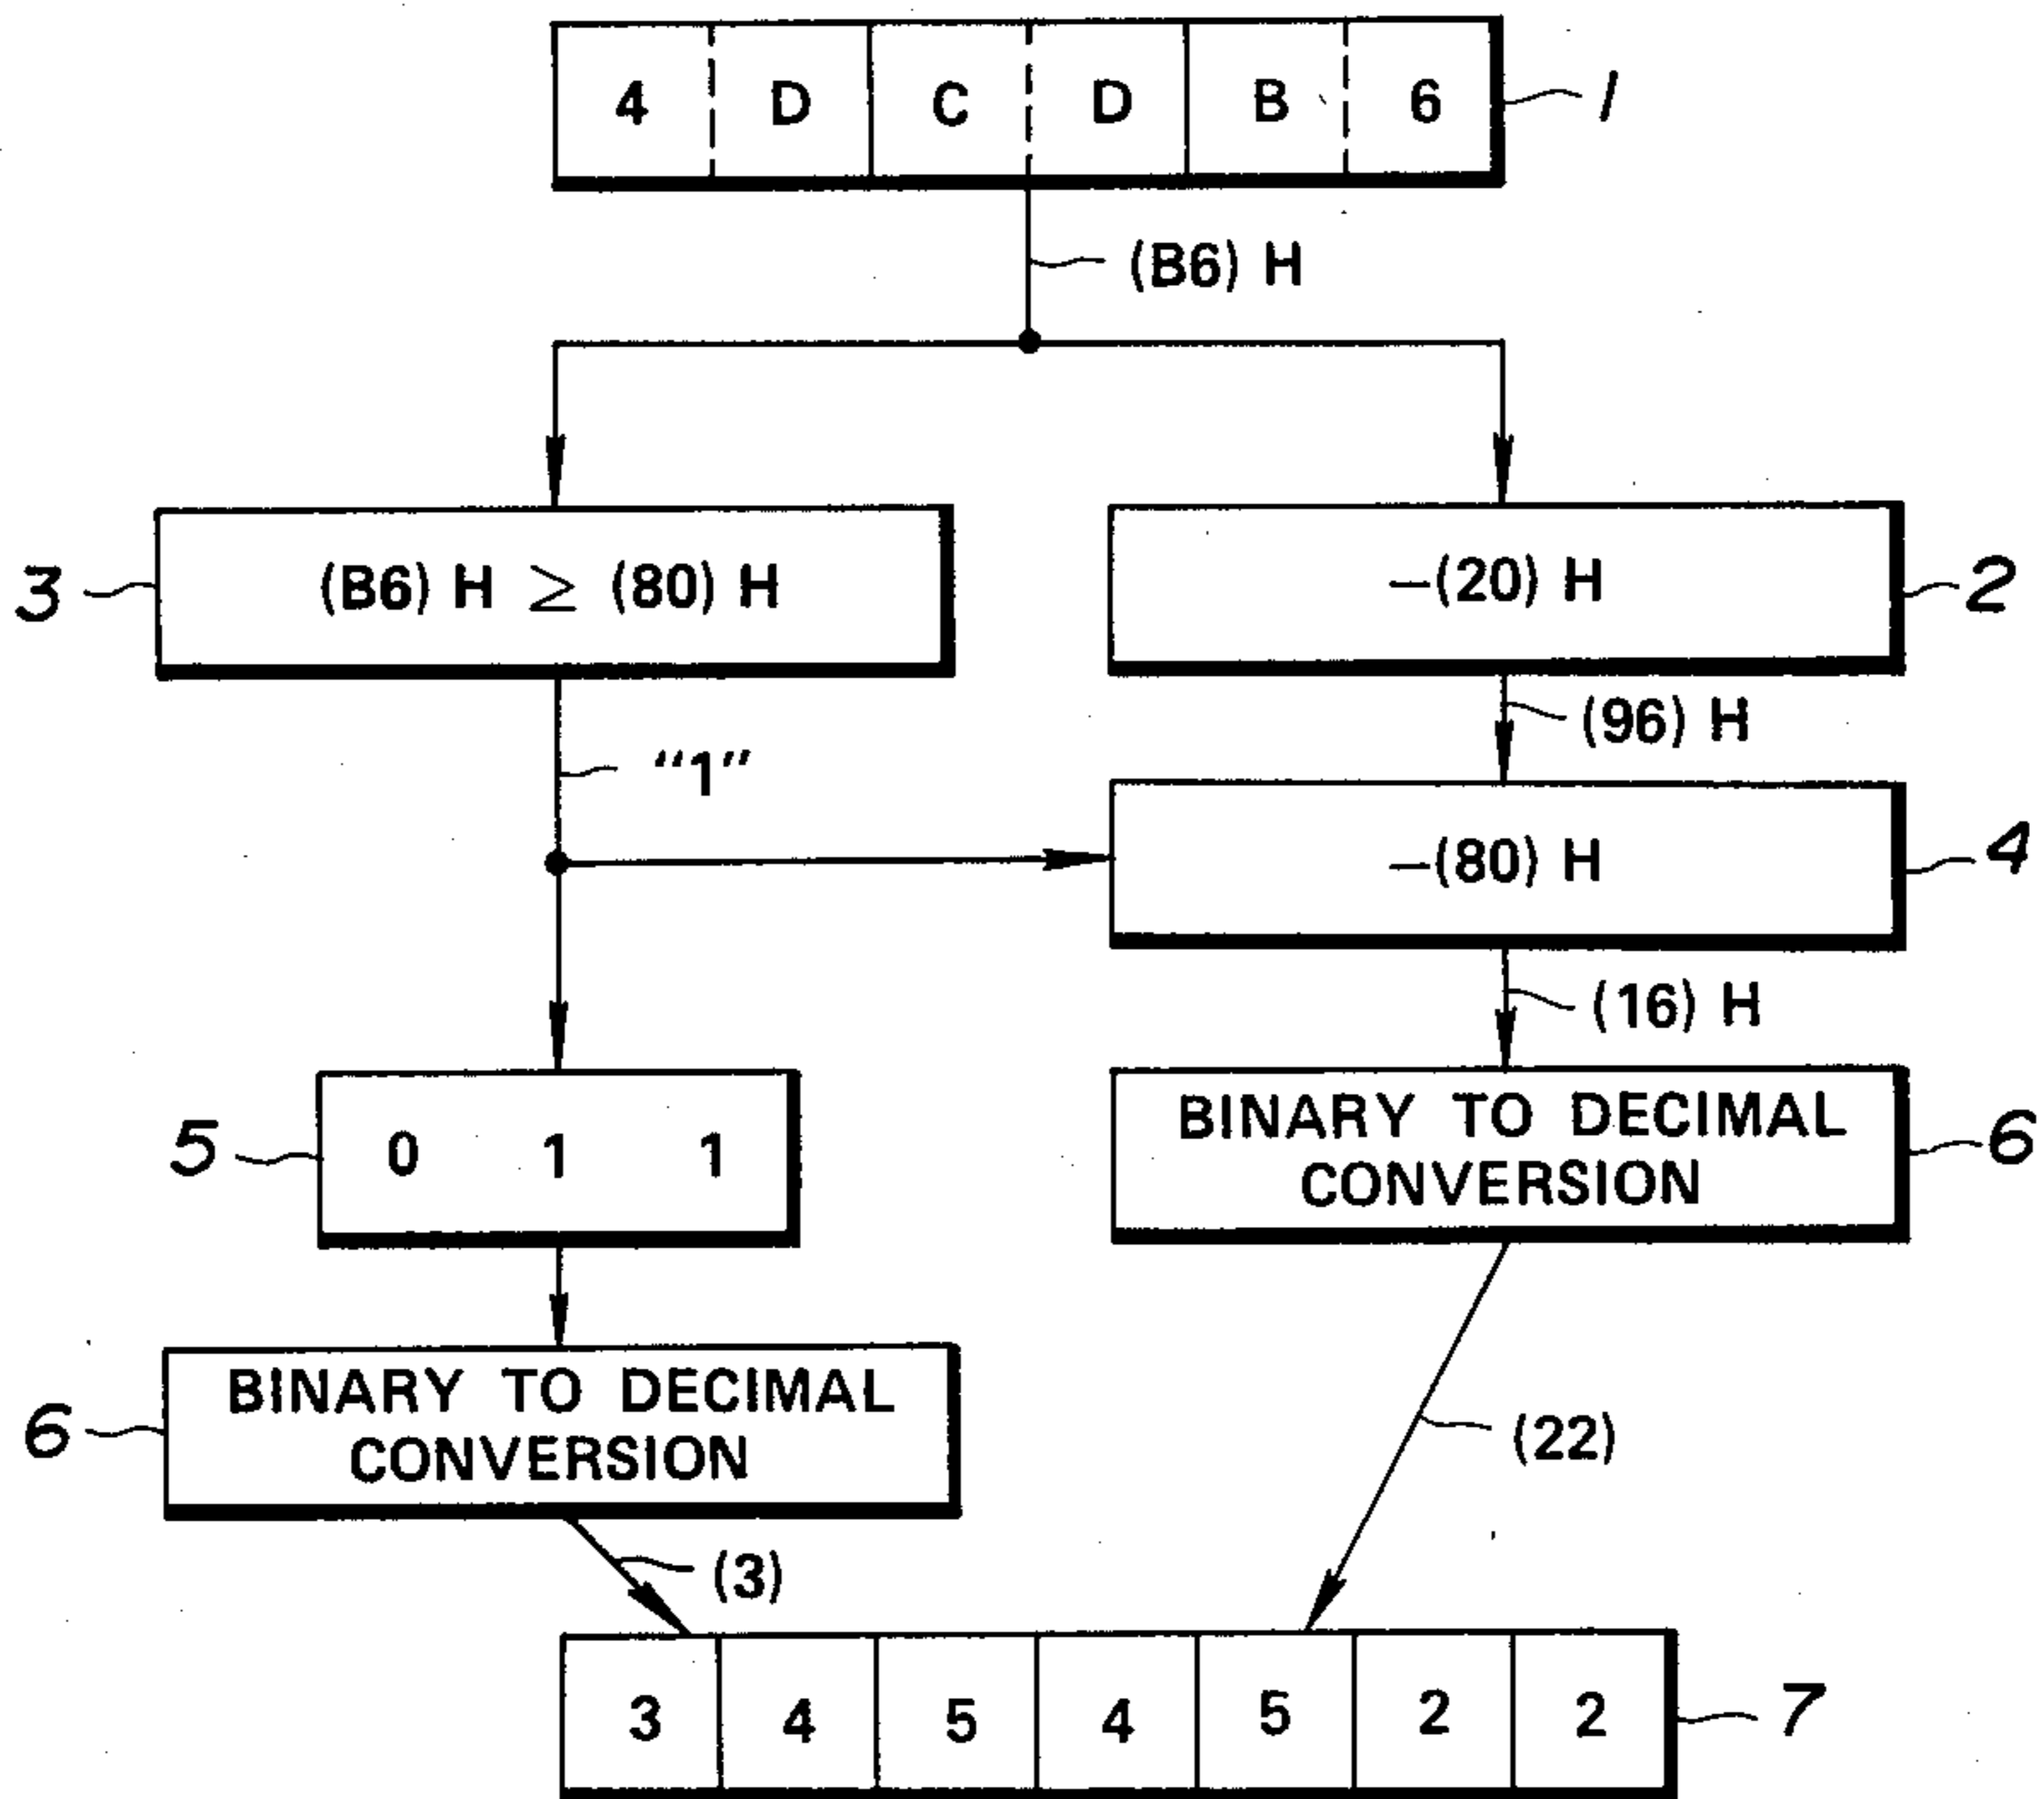 4 D C D B 6 1
(B6) H
3 (B6) H ≥ (80) H
–(20) H 2
(96) H
"1"
–(80) H 4
(16) H
5 0 1 1
BINARY TO DECIMAL
CONVERSION 6
6 BINARY TO DECIMAL
CONVERSION
(22)
(3)
3 4 5 4 5 2 2 7